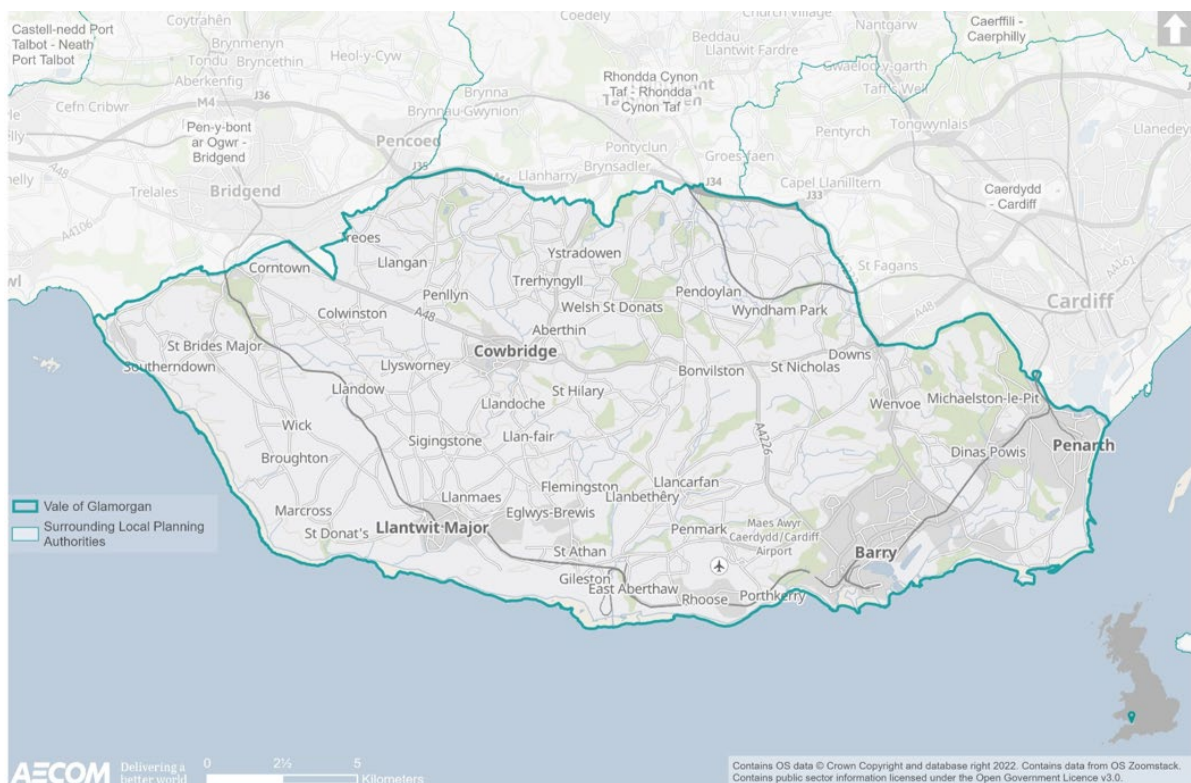 Castell-nedd Port
Talbot - Neath
Port Talbot
Coytrahên
Brynmenyn
Tondu
Bryncethin
Aberkenfig
Heol-y-Cyw
Coedely
Church Village
Beddau
Llantwit Fardre
Nantgarw
Caerffili -
Caerphilly
Gwaelod-y-garth
Taff's Well
Rhondda Cynon
Taf - Rhondda
Cynon Taf
Cefn Cribwr
M4
J36
Brynna
Brynnau Gwynion
Tongwynlais
Pen-y-bont
ar Ogwr -
Bridgend
Pencoed
Pentyrch
Llanedey
Pontyclun
Groes-faen
A48
J35
M4
Llanharry
Brynsadler
Trelales
Bridgend
J34
Capel Llanilltern
J33
Caerdydd
- Cardiff
A4106
Treoes
Corntown
Llangan
Ystradowen
St Fagans
A4232
A4161
Trerhyngyll
Penllyn
Pendoylan
A48
Cardiff
Colwinston
A48
Welsh St Donats
Wyndham Park
Aberthin
St Brides Major
Cowbridge
Downs
Southerndown
Llysworney
Bonvilston
St Nicholas
Llandow
St Hilary
Michaelston-le-Pit
Llandoche
Wenvoe
Wick
A4226
Sigingstone
Llan-fair
Dinas Powis
Penarth
Broughton
Llancarfan
Flemingston
Llanbethêry
Llanmaes
Vale of Glamorgan
Surrounding Local Planning
Authorities
Marcross
Eglwys-Brewis
St Donat's
Llantwit Major
Penmark
Maes Awyr
Caerdydd/Cardiff
Airport
Barry
St Athan
Gileston
East Aberthaw
Rhoose
Porthkerry
AECOM
Delivering a
better world
0
2½
5
Kilometers
Contains OS data © Crown Copyright and database right 2022. Contains data from OS Zoomstack.
Contains public sector information licensed under the Open Government Licence v3.0.